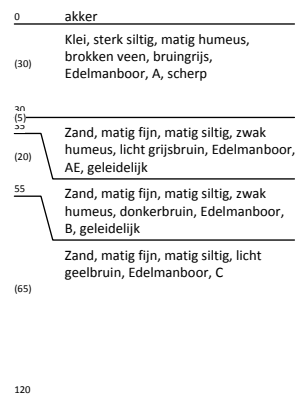 0 akker
Klei, sterk siltig, matig humeus,
brokken veen, bruingrijs,
(30)
Edelmanboor, A, scherp
30
(5)
35
Zand, matig fijn, matig siltig, zwak
humeus, licht grijsbruin, Edelmanboor,
(20)
AE, geleidelijk
55
Zand, matig fijn, matig siltig, zwak
humeus, donkerbruin, Edelmanboor,
B, geleidelijk
Zand, matig fijn, matig siltig, licht
geelbruin, Edelmanboor, C
(65)
120